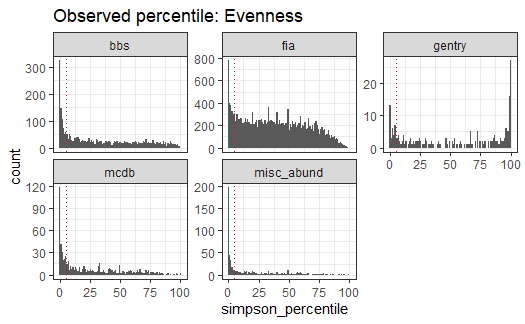 Observed percentile: Evenness
bbs
fia
gentry
300
200
100
0
800
600
400
200
0
20
10
0
0 25 50 75 100
mcdb
misc_abund
120
90
60
30
0
200
150
100
50
0
0 25 50 75 100
0 25 50 75 100
count
simpson_percentile